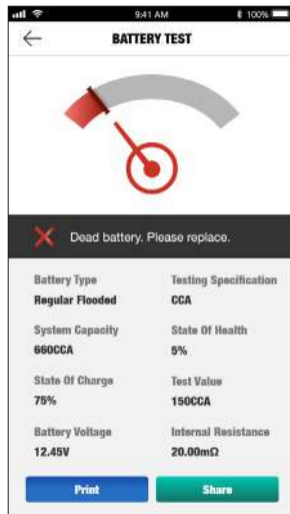 9:41 AM
100%
BATTERY TEST
Dead battery. Please replace.
Battery Type
Testing Specification
Regular Flooded
CCA
System Capacity
State Of Health
660CCA
5%
State Of Charge
Test Value
75%
150CCA
Battery Voltage
Internal Resistance
12.45V
20.00mΩ
Print
Share